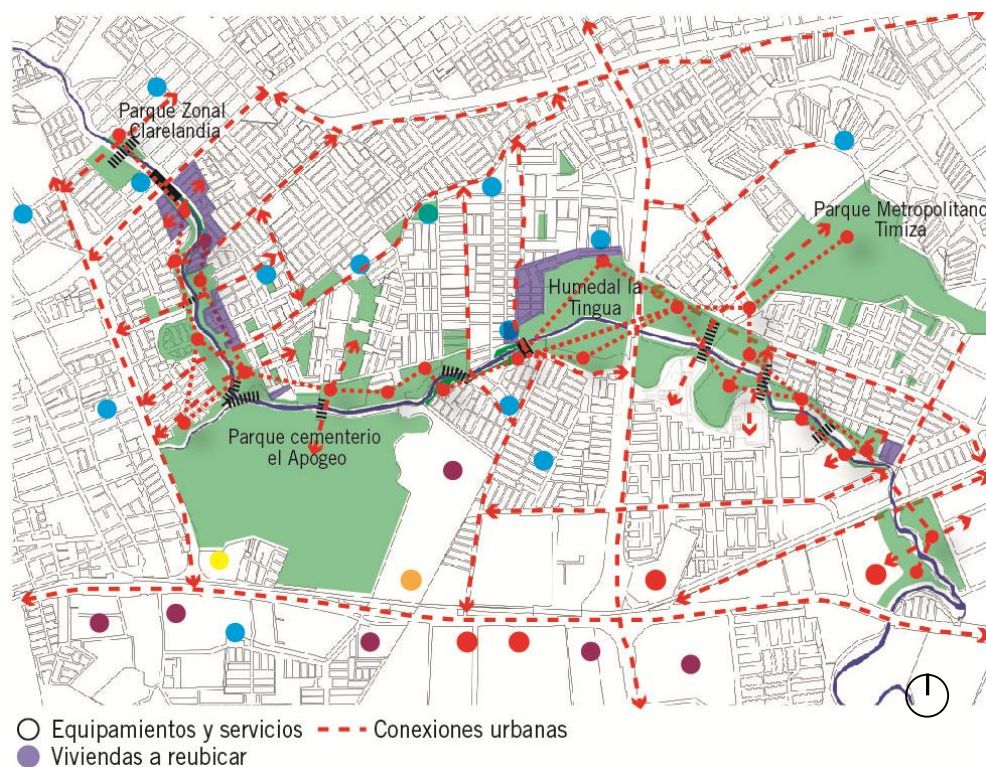 Parque Zonal
Clarelandia
Parque Metropolitano
Timiza
Humedal la
Tingua
Parque cementerio
el Apogeo
Equipamientos y servicios
Conexiones urbanas
Viviendas a reubicar